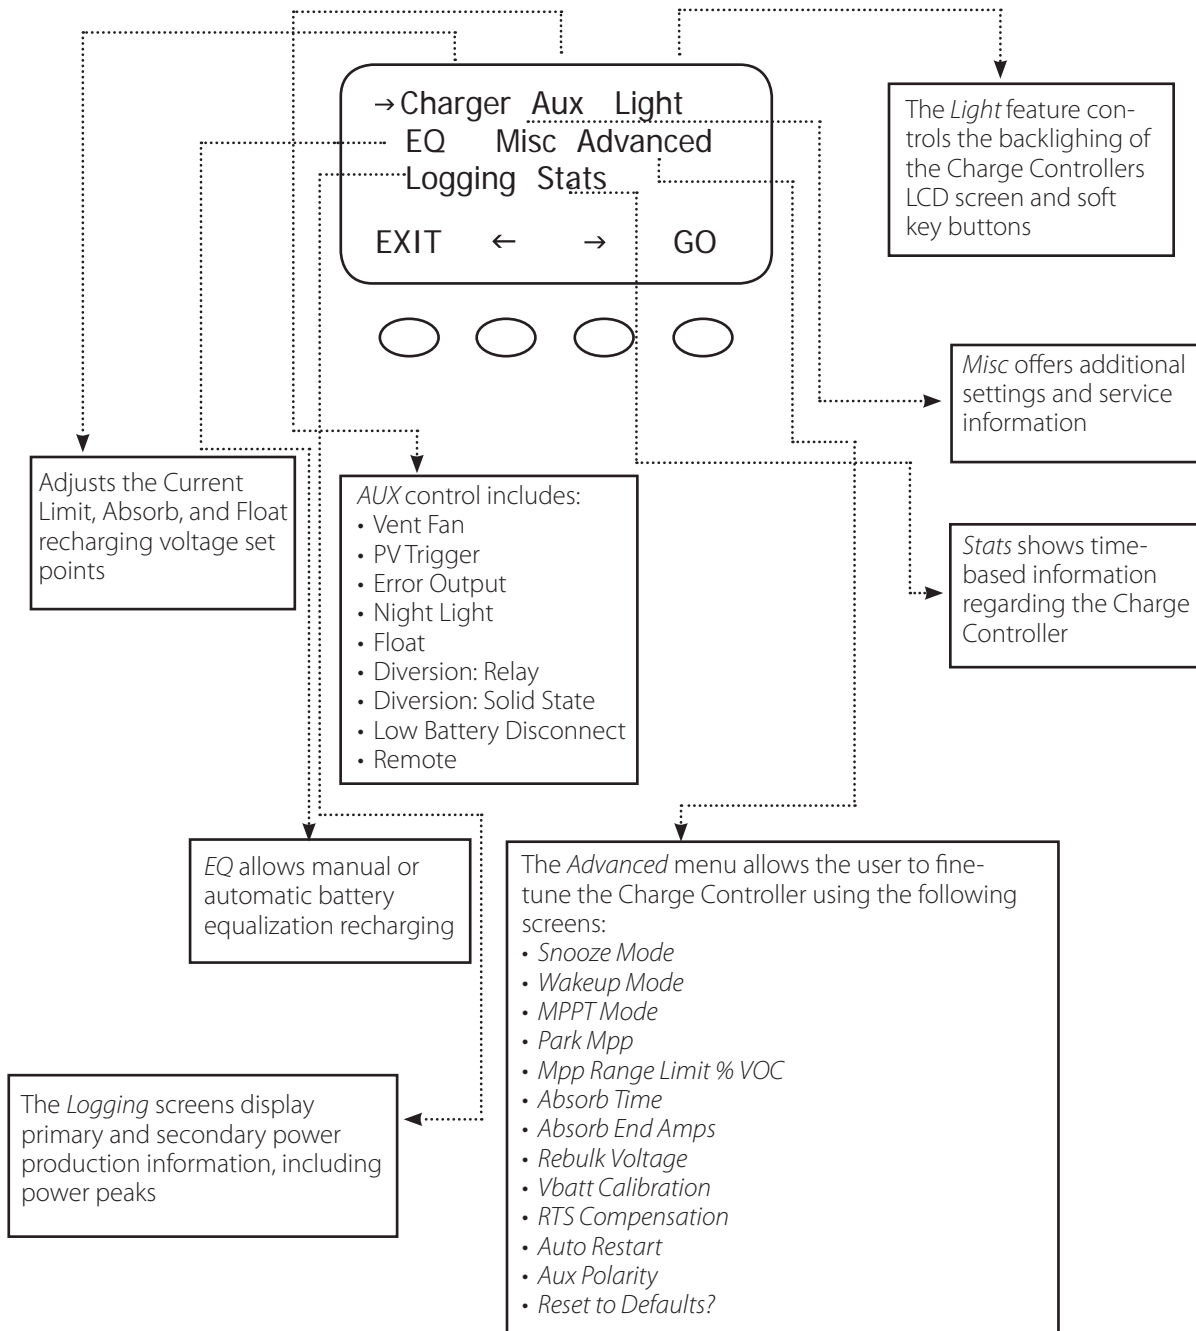 →Charger Aux Light
EQ Misc Advanced
Logging Stats
EXIT ← → GO
The Light feature con-
trols the backlighing of
the Charge Controllers
LCD screen and soft
key buttons
Misc offers additional
settings and service
information
Adjusts the Current
Limit, Absorb, and Float
recharging voltage set
points
AUX control includes:
• Vent Fan
• PV Trigger
• Error Output
• Night Light
• Float
• Diversion: Relay
• Diversion: Solid State
• Low Battery Disconnect
• Remote
Stats shows time-
based information
regarding the Charge
Controller
EQ allows manual or
automatic battery
equalization recharging
The Advanced menu allows the user to fine-
tune the Charge Controller using the following
screens:
• Snooze Mode
• Wakeup Mode
• MPPT Mode
• Park Mpp
• Mpp Range Limit % VOC
• Absorb Time
• Absorb End Amps
• Rebulk Voltage
• Vbatt Calibration
• RTS Compensation
• Auto Restart
• Aux Polarity
• Reset to Defaults?
The Logging screens display
primary and secondary power
production information, including
power peaks